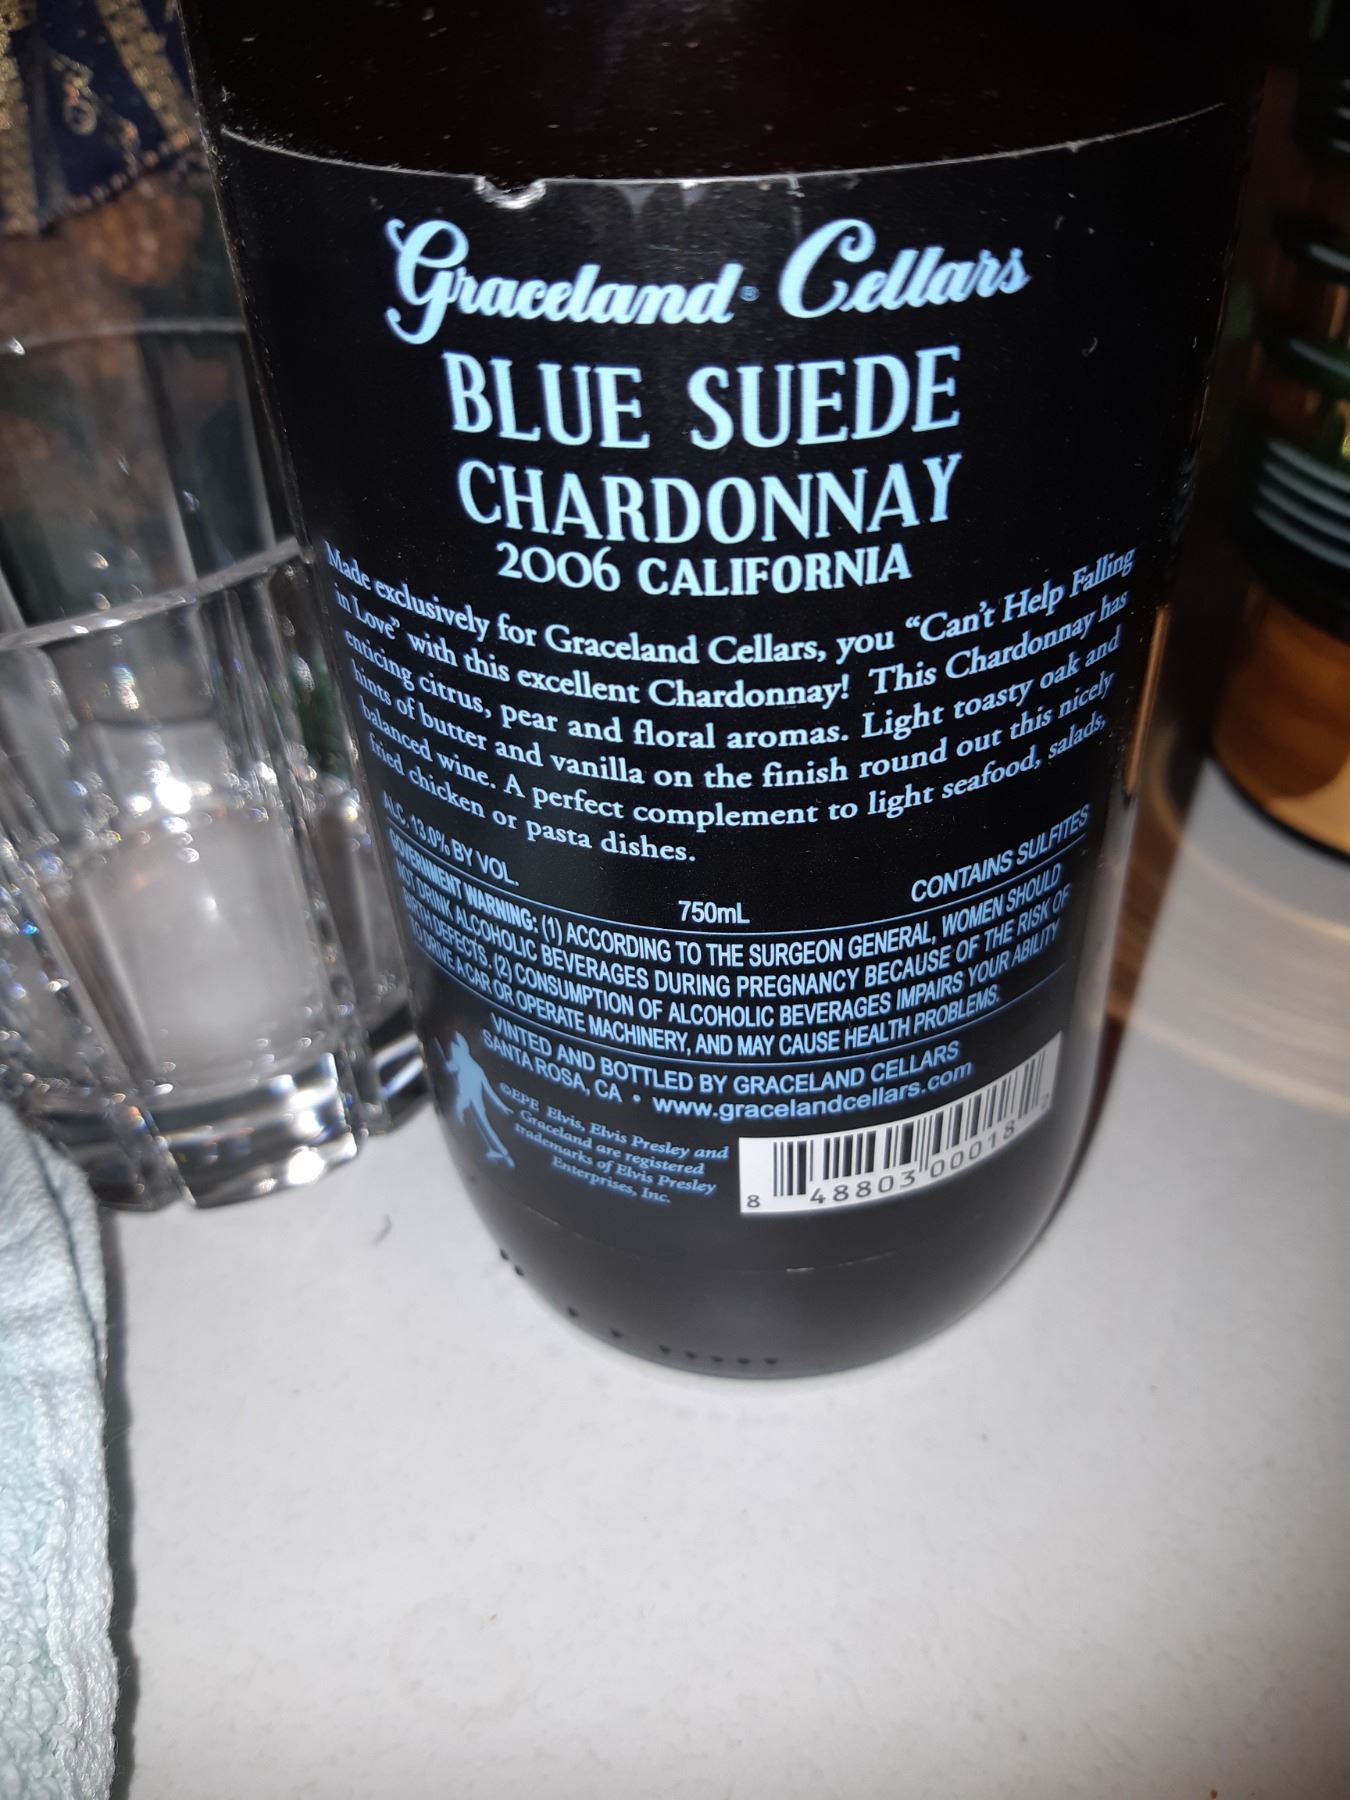 Graceland® Cellars
BLUE SUEDE
CHARDONNAY
2006 CALIFORNIA
Made exclusively for Graceland Cellars, you “Can’t Help Falling
in Love” with this excellent Chardonnay! This Chardonnay has
enticing citrus, pear and floral aromas. Light toasty oak and
hints of butter and vanilla on the finish round out this nicely
balanced wine. A perfect complement to light seafood, salads,
fried chicken or pasta dishes.
ALC. 13.0% BY VOL.
750mL
CONTAINS SULFITES
GOVERNMENT WARNING: (1) ACCORDING TO THE SURGEON GENERAL, WOMEN SHOULD
NOT DRINK ALCOHOLIC BEVERAGES DURING PREGNANCY BECAUSE OF THE RISK OF
BIRTH DEFECTS. (2) CONSUMPTION OF ALCOHOLIC BEVERAGES IMPAIRS YOUR ABILITY
TO DRIVE A CAR OR OPERATE MACHINERY, AND MAY CAUSE HEALTH PROBLEMS.
VINTED AND BOTTLED BY GRACELAND CELLARS
SANTA ROSA, CA • www.gracelandcellars.com
©EPE Elvis, Elvis Presley and
Graceland are registered
trademarks of Elvis Presley
Enterprises, Inc.
8 48803 00018 2